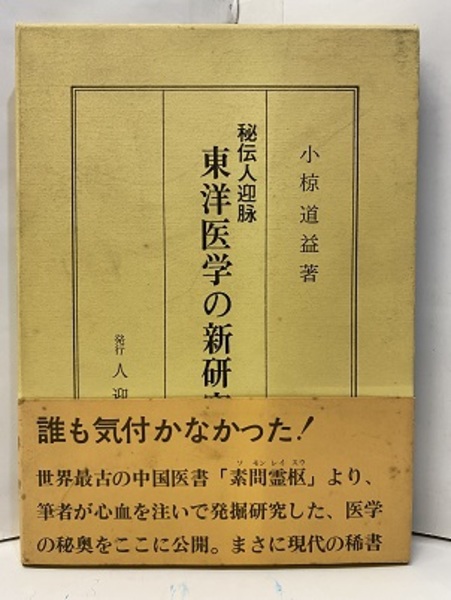 小椋道益著
秘伝人迎脉
東洋医学の新研究
発行 人迎
誰も気付かなかった!
世界最古の中国医書「素問霊枢」より、
ソモンレイスウ
筆者が心血を注いで発掘研究した、医学
の秘奥をここに公開。まさに現代の稀書